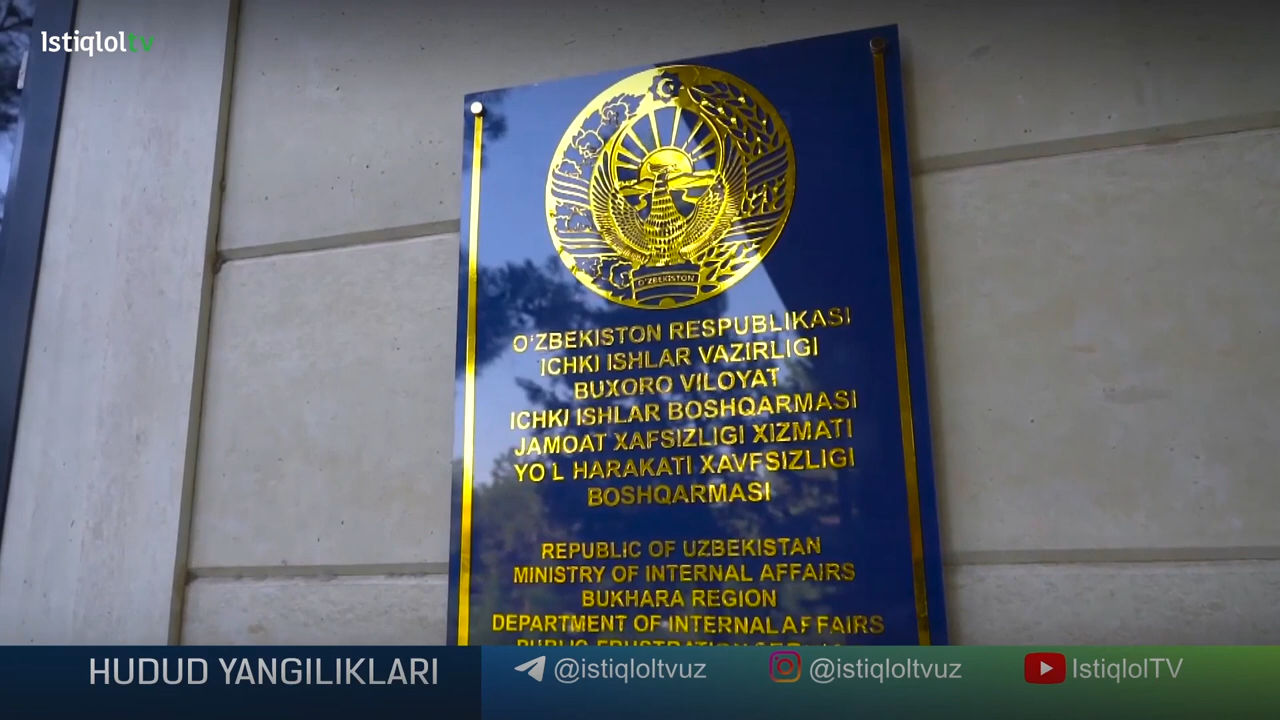 Istiqloltv
O'ZBEKISTON
O'ZBEKISTON RESPUBLIKASI
ICHKI ISHLAR VAZIRLIGI
BUXORO VILOYAT
ICHKI ISHLAR BOSHQARMASI
JAMOAT XAFSIZLIGI XIZMATI
YO'L HARAKATI XAVFSIZLIGI
BOSHQARMASI
REPUBLIC OF UZBEKISTAN
MINISTRY OF INTERNAL AFFAIRS
BUKHARA REGION
DEPARTMENT OF INTERNAL AFFAIRS
PUBLIC
HUDUD YANGILIKLARI
@istiqloltvuz
@istiqloltvuz
IstiqlolTV